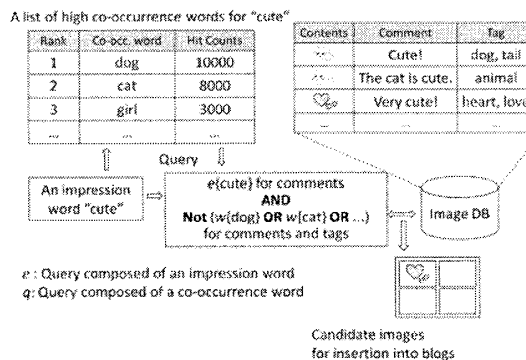 A list of high co-occurrence words for "cute"
Rank Co-occ. word Hit Counts
1 dog 10000
2 cat 8000
3 girl 3000
... ... ...
Contents Comment Tag
Cute! dog, tail
The cat is cute. animal
Very cute! heart, love
... ... ...
Query
An impression
word "cute"
e{cute} for comments
AND
Not (w{dog} OR w{cat} OR ...)
for comments and tags
Image DB
e : Query composed of an impression word
q: Query composed of a co-occurrence word
Candidate images
for insertion into blogs